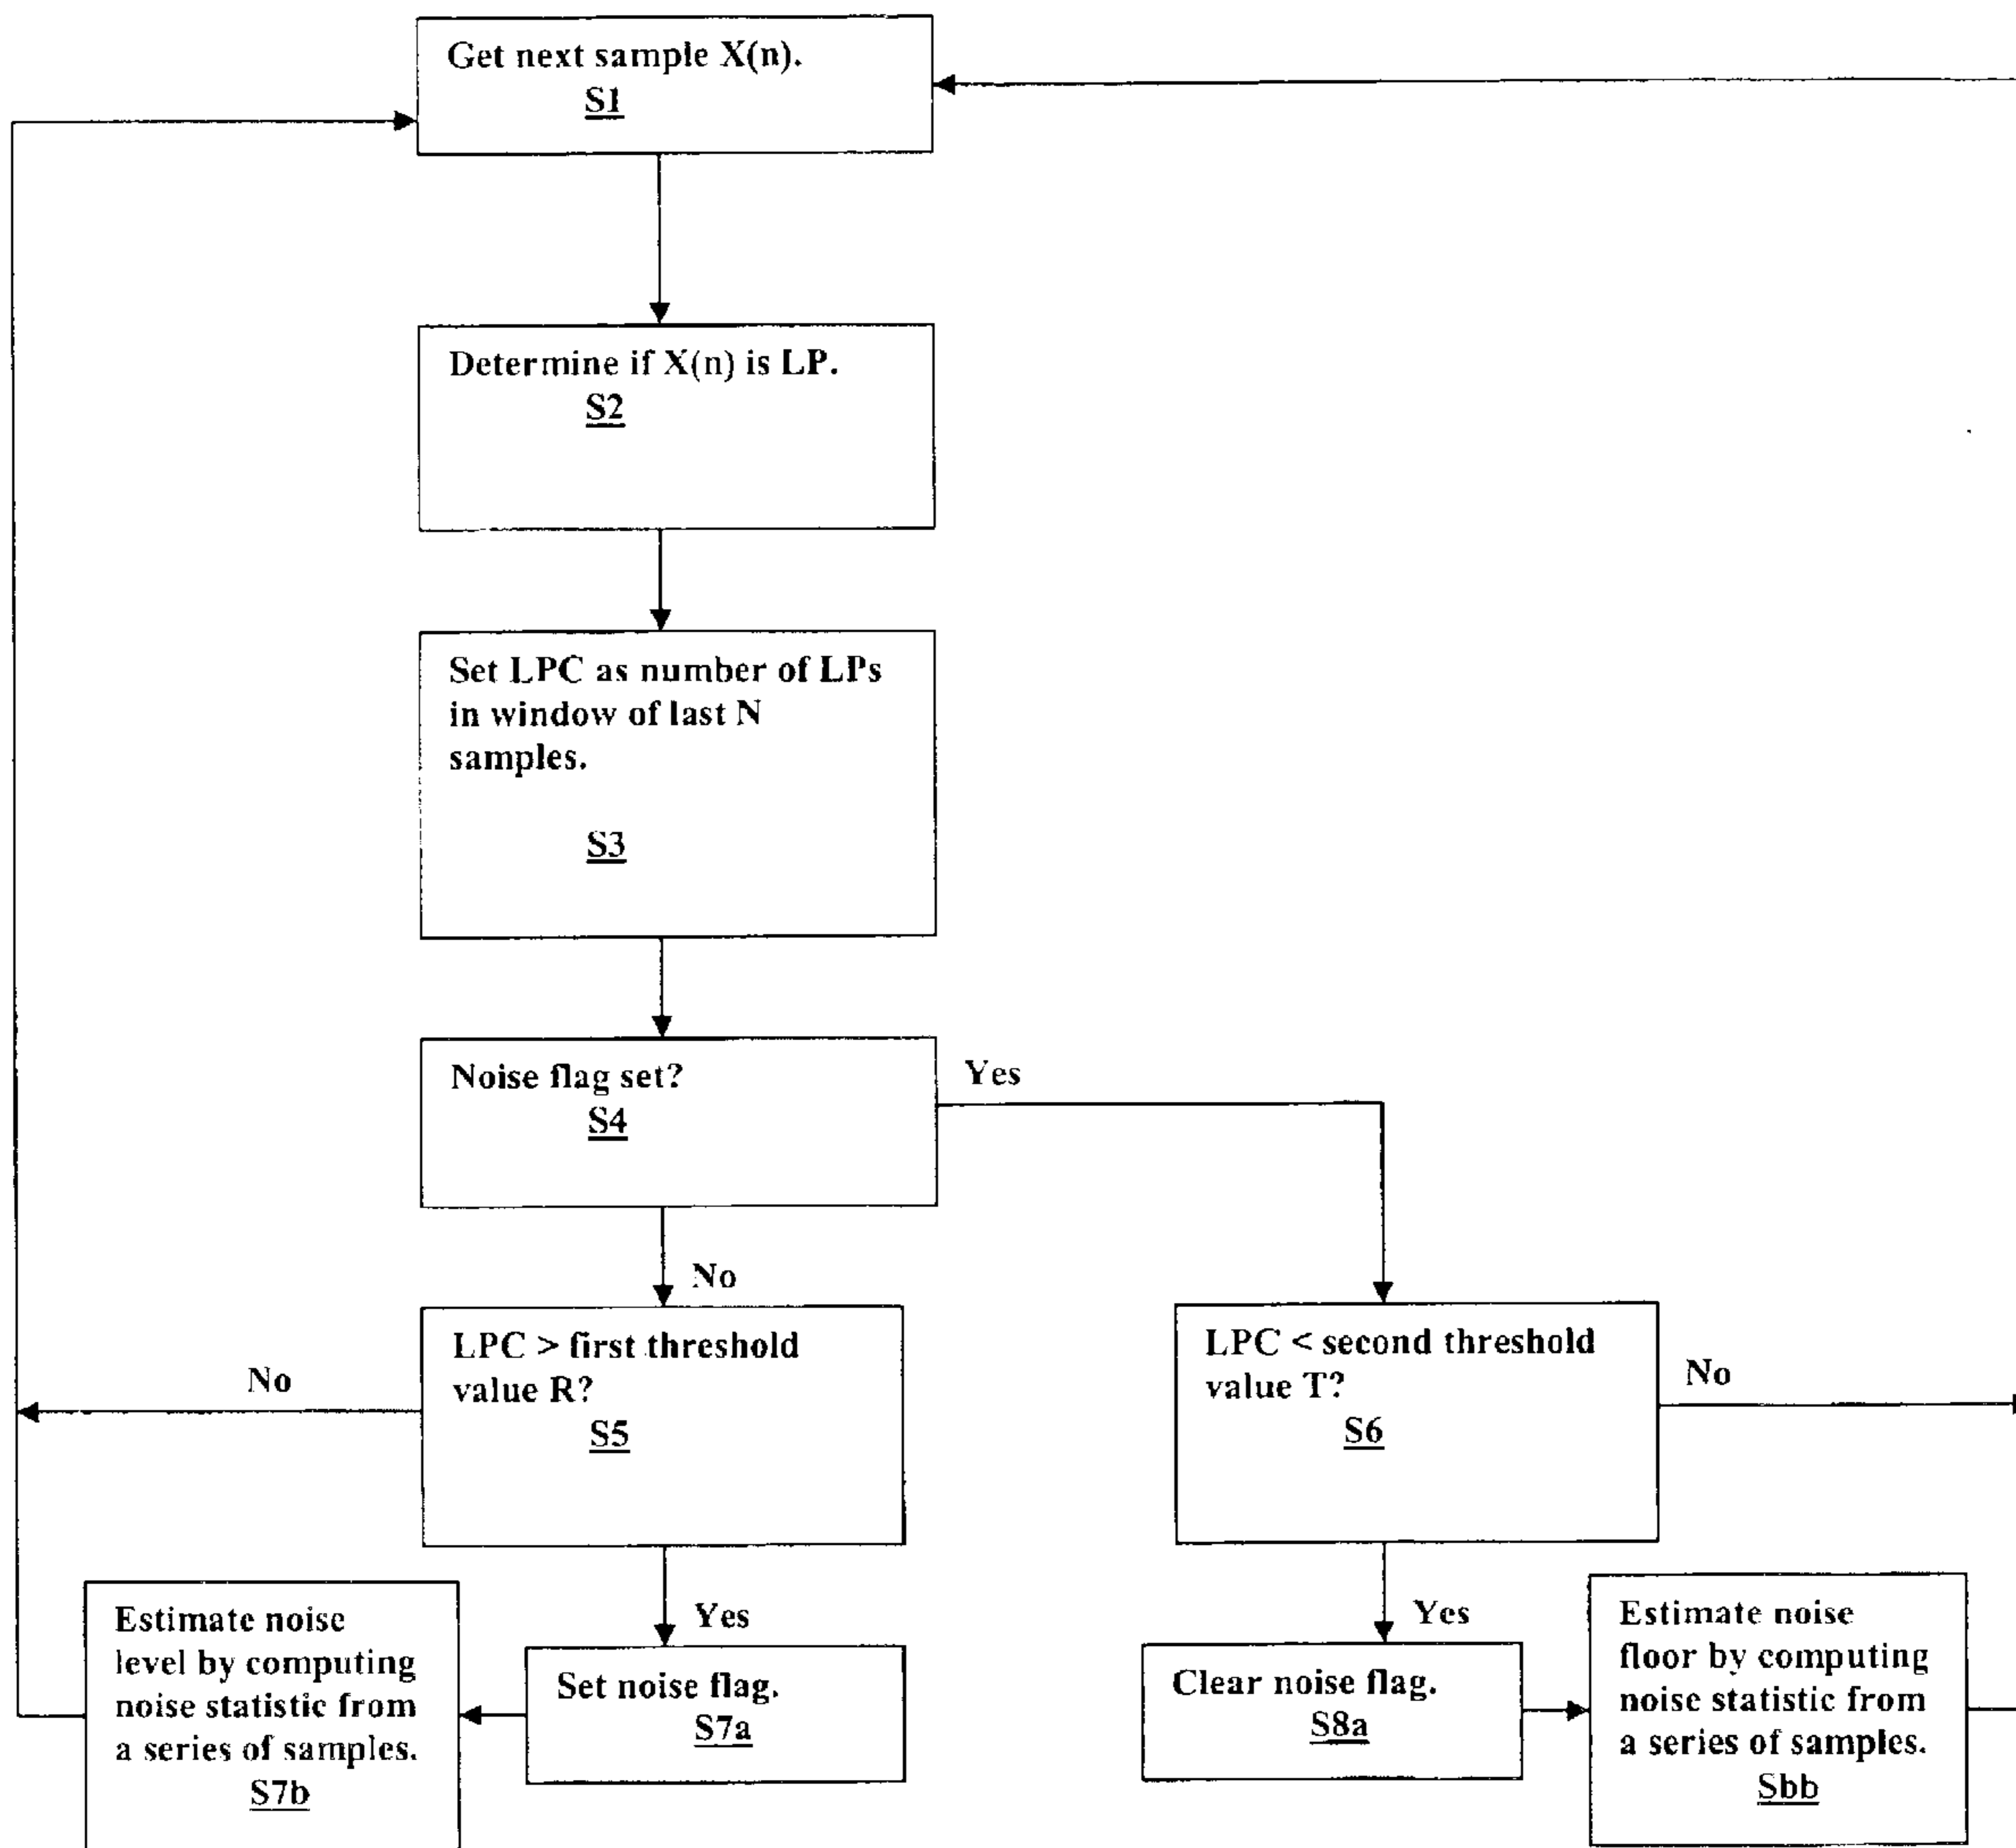 Get next sample X(n).
S1
Determine if X(n) is LP.
S2
Set LPC as number of LPs
in window of last N
samples.
S3
Noise flag set?
S4
Yes
No
LPC > first threshold
value R?
S5
No
LPC < second threshold
value T?
S6
No
Yes
Yes
Estimate noise
level by computing
noise statistic from
a series of samples.
S7b
Set noise flag.
S7a
Clear noise flag.
S8a
Estimate noise
floor by computing
noise statistic from
a series of samples.
Sbb